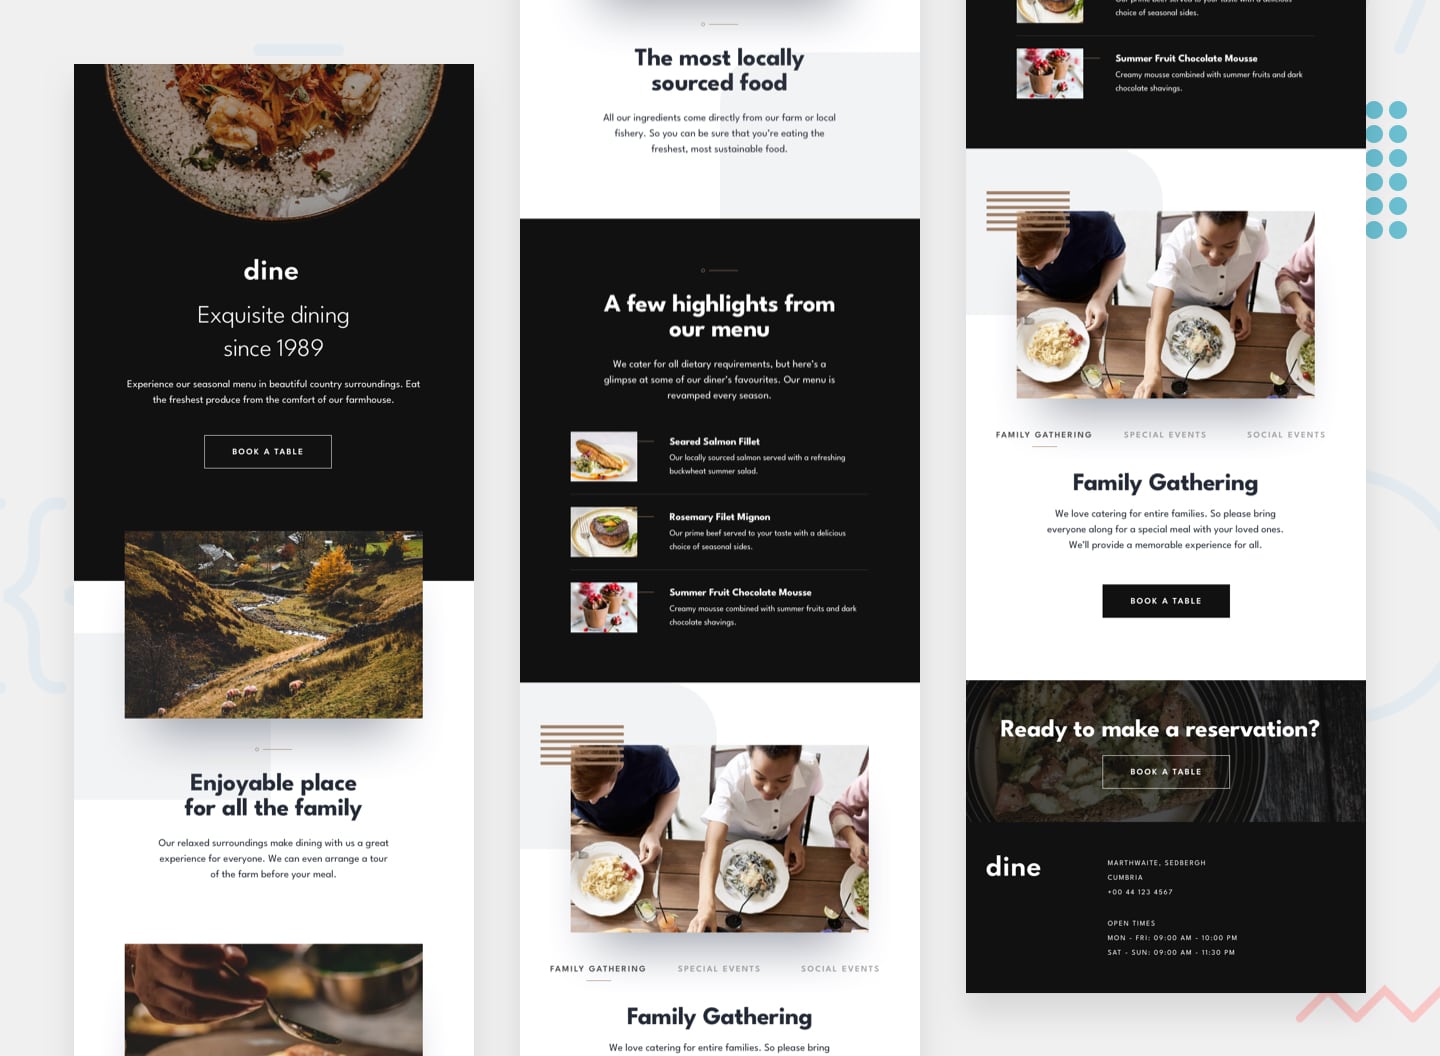 dine
Exquisite dining
since 1989
Experience our seasonal menu in beautiful country surroundings. Eat
the freshest produce from the comfort of our farmhouse.
BOOK A TABLE
Enjoyable place
for all the family
Our relaxed surroundings make dining with us a great
experience for everyone. We can even arrange a tour
of the farm before your meal.
The most locally
sourced food
All our ingredients come directly from our farm or local
fishery. So you can be sure that you're eating the
freshest, most sustainable food.
A few highlights from
our menu
We cater for all dietary requirements, but here's a
glimpse at some of our diner's favourites. Our menu is
revamped every season.
Seared Salmon Fillet
Our locally sourced salmon served with a refreshing
buckwheat summer salad.
Rosemary Filet Mignon
Our prime beef served to your taste with a delicious
choice of seasonal sides.
Summer Fruit Chocolate Mousse
Creamy mousse combined with summer fruits and dark
chocolate shavings.
FAMILY GATHERING
SPECIAL EVENTS
SOCIAL EVENTS
Family Gathering
We love catering for entire families. So please bring
Our prime beef served to your taste with a delicious
choice of seasonal sides.
Summer Fruit Chocolate Mousse
Creamy mousse combined with summer fruits and dark
chocolate shavings.
FAMILY GATHERING
SPECIAL EVENTS
SOCIAL EVENTS
Family Gathering
We love catering for entire families. So please bring
everyone along for a special meal with your loved ones.
We'll provide a memorable experience for all.
BOOK A TABLE
Ready to make a reservation?
BOOK A TABLE
dine
MARTHWAITE, SEDBERGH
CUMBRIA
+00 44 123 4567
OPEN TIMES
MON - FRI: 09:00 AM - 10:00 PM
SAT - SUN: 09:00 AM - 11:30 PM